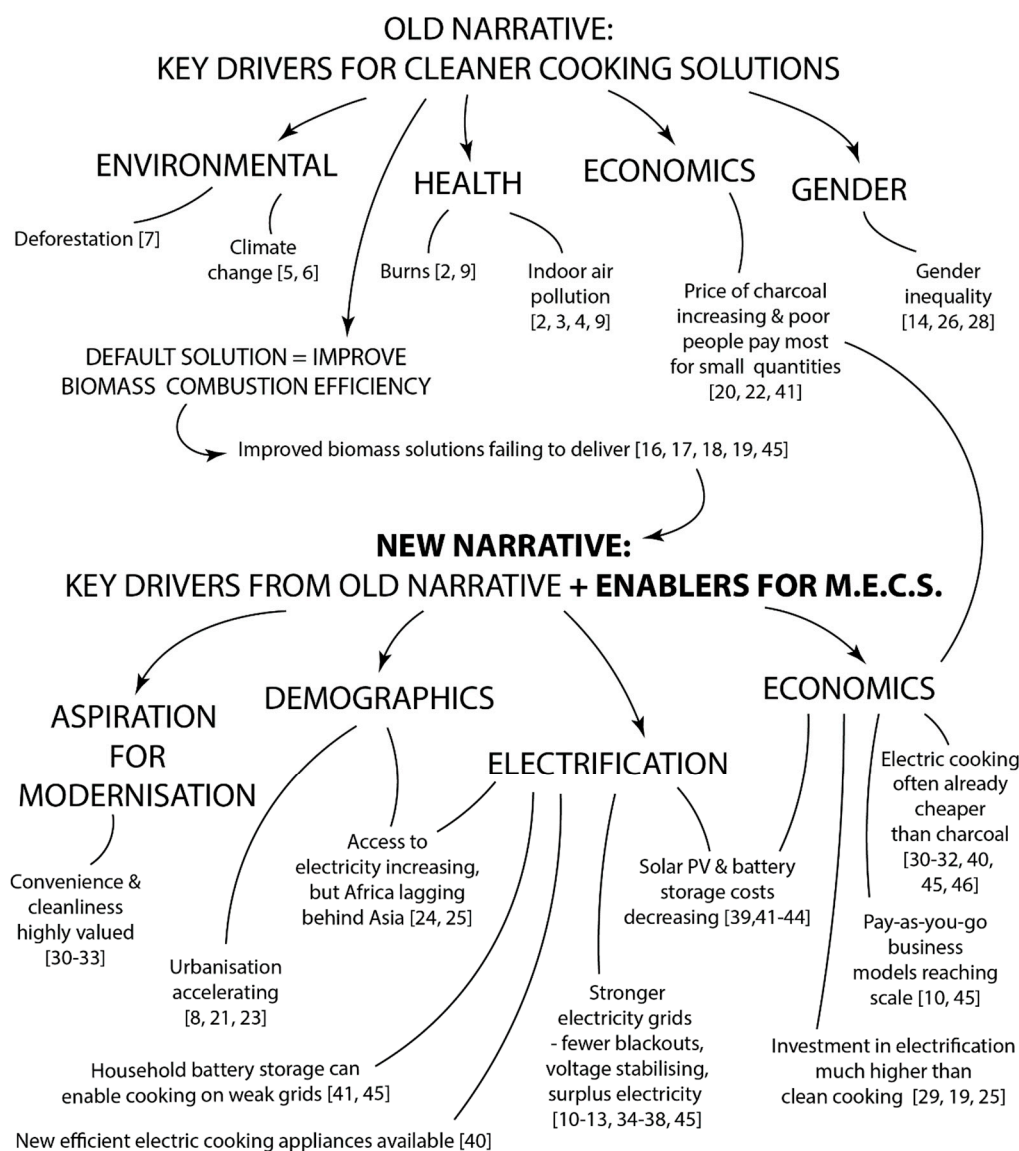 OLD NARRATIVE:
KEY DRIVERS FOR CLEANER COOKING SOLUTIONS
ENVIRONMENTAL
HEALTH
ECONOMICS
GENDER
Deforestation [7]
Climate
change [5, 6]
Burns [2, 9]
Indoor air
pollution
[2, 3, 4, 9]
Price of charcoal
increasing & poor
people pay most
for small quantities
[20, 22, 41]
Gender
inequality
[14, 26, 28]
DEFAULT SOLUTION = IMPROVE
BIOMASS COMBUSTION EFFICIENCY
Improved biomass solutions failing to deliver [16, 17, 18, 19, 45]
NEW NARRATIVE:
KEY DRIVERS FROM OLD NARRATIVE + ENABLERS FOR M.E.C.S.
ASPIRATION
FOR
MODERNISATION
DEMOGRAPHICS
ELECTRIFICATION
ECONOMICS
Convenience &
cleanliness
highly valued
[30-33]
Urbanisation
accelerating
[8, 21, 23]
Access to
electricity increasing,
but Africa lagging
behind Asia [24, 25]
Household battery storage can
enable cooking on weak grids [41, 45]
New efficient electric cooking appliances available [40]
Stronger
electricity grids
- fewer blackouts,
voltage stabilising,
surplus electricity
[10-13, 34-38, 45]
Solar PV & battery
storage costs
decreasing [39,41-44]
Electric cooking
often already
cheaper
than charcoal
[30-32, 40,
45, 46]
Pay-as-you-go
business
models reaching
scale [10, 45]
Investment in electrification
much higher than
clean cooking [29, 19, 25]